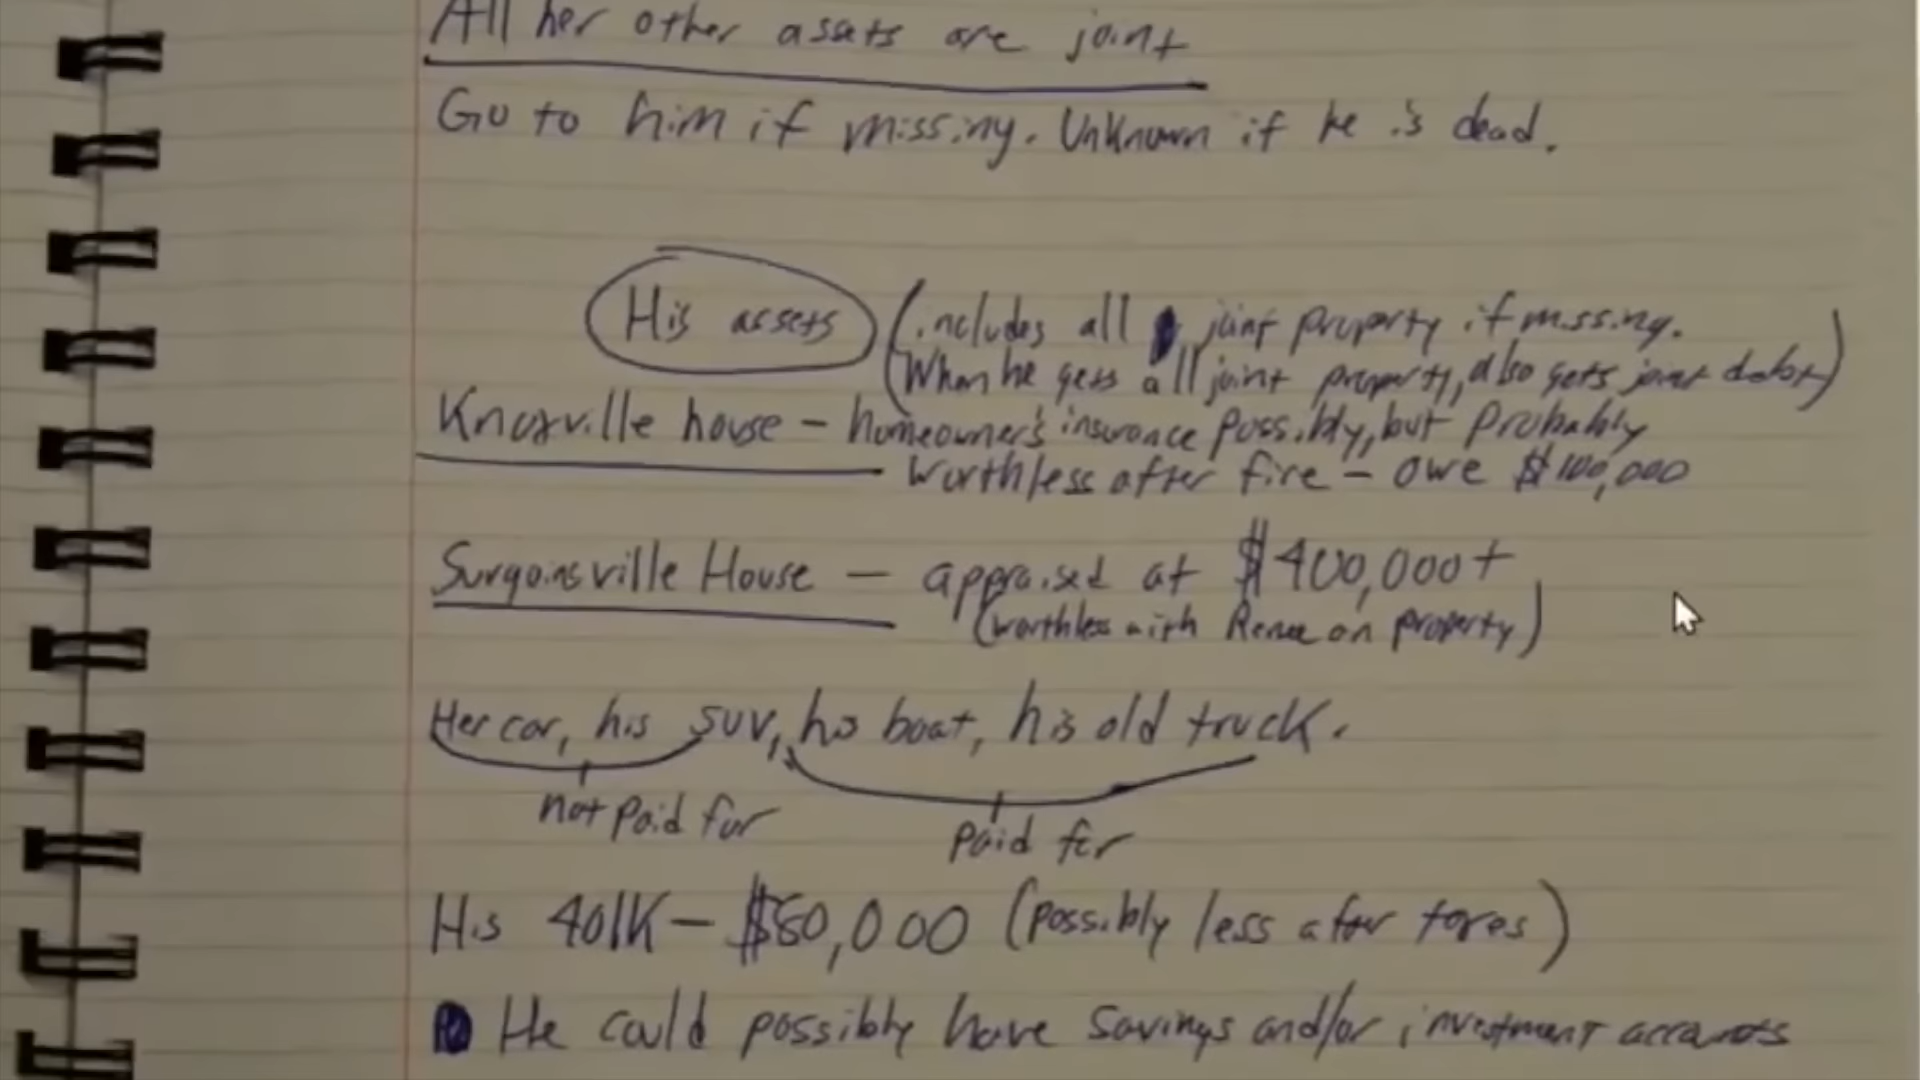 All her other assets are joint
Go to him if missing. Unknown if he is dead.
His assets (includes all joint property if missing.
When he gets all joint property, also gets joint debt)
Knoxville house - homeowner's insurance possibly, but probably
worthless after fire - owe $100,000
Surgoinsville House - appraised at $400,000+
(worthless with Renee on property)
Her car, his SUV, his boat, his old truck.
not paid for
paid for
His 401K - $80,000 (possibly less after taxes)
He could possibly have savings and/or investment accounts